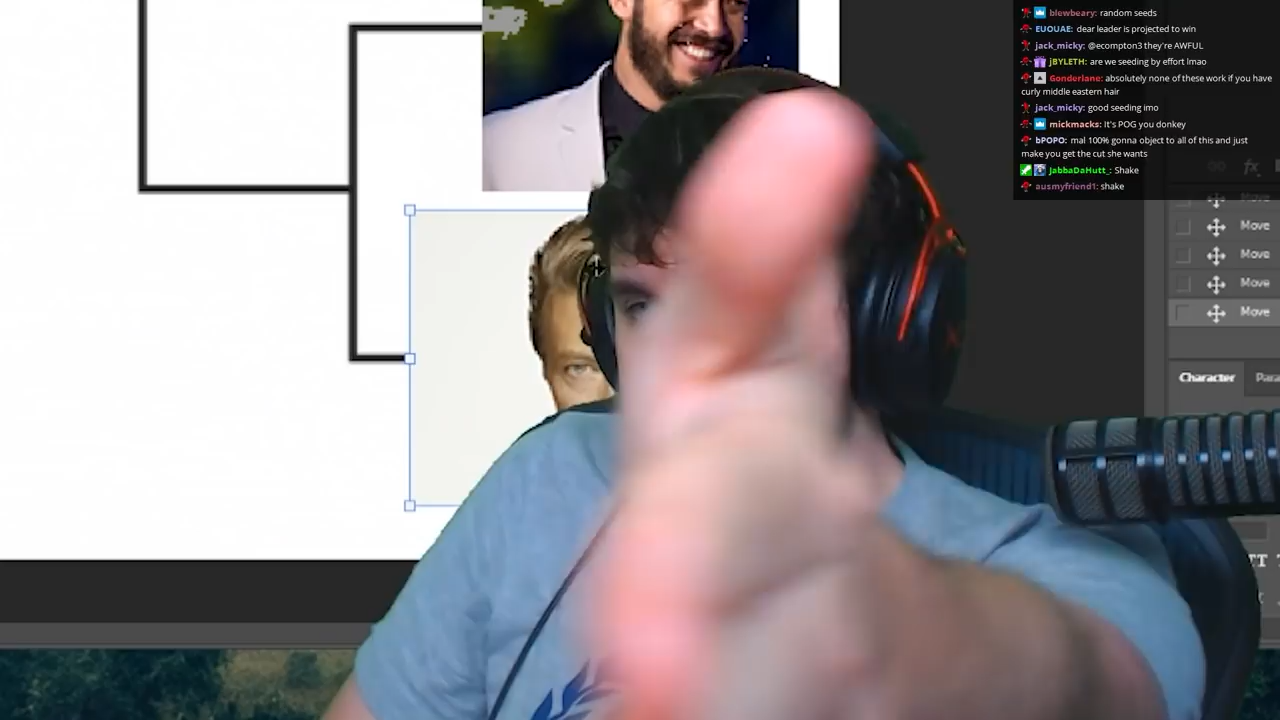 blewbeary: random seeds
EUOUAE: dear leader is projected to win
jack_micky: @ecompton3 they're AWFUL
jBYLETH: are we seeding by effort lmao
Gonderlane: absolutely none of these work if you have
curly middle eastern hair
jack_micky: good seeding imo
mickmacks: It's POG you donkey
bPOPO: mal 100% gonna object to all of this and just
make you get the cut she wants
JabbaDaHutt_: Shake
ausmyfriend1: shake
fx
Move
Move
Move
Move
Move
Character
Para
TT